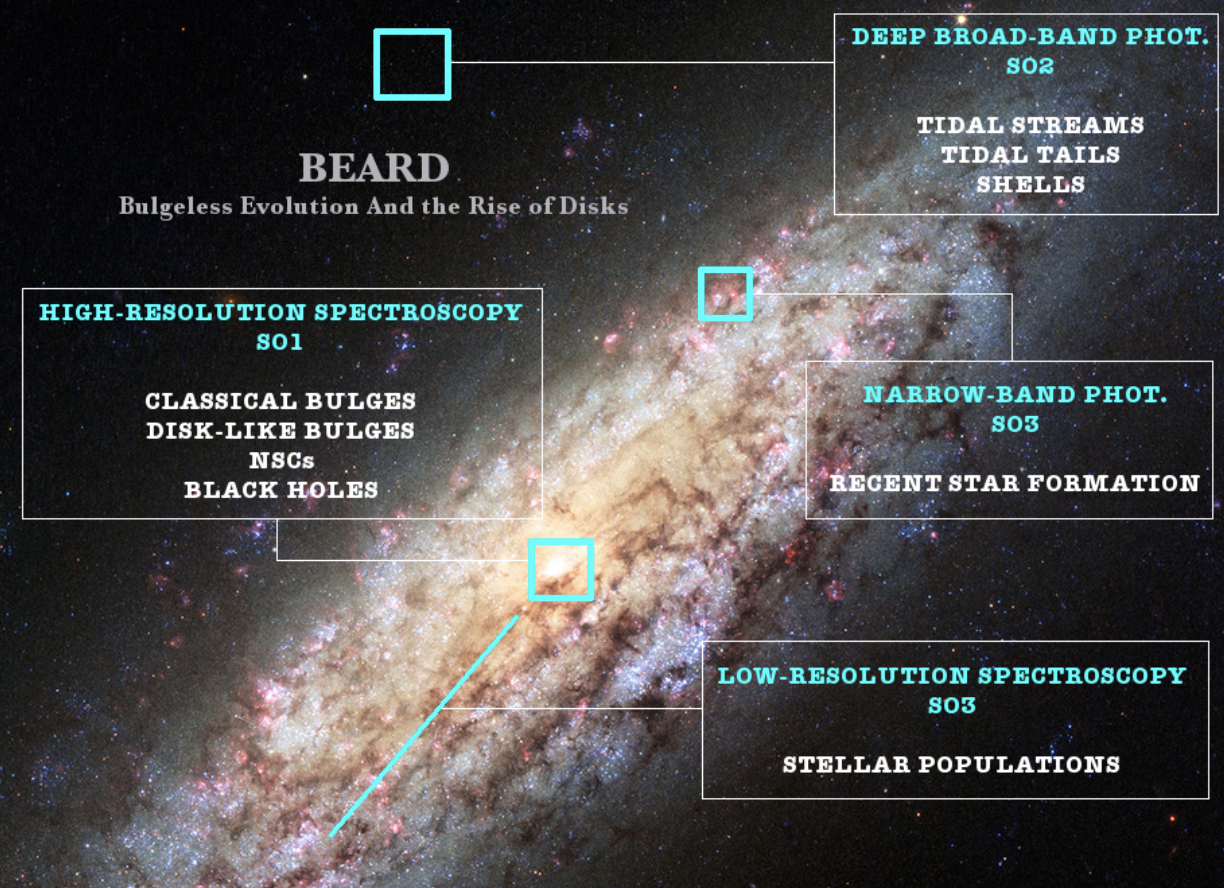 DEEP BROAD-BAND PHOT.
SO2
TIDAL STREAMS
TIDAL TAILS
SHELLS
BEARD
Bulgeless Evolution And the Rise of Disks
HIGH-RESOLUTION SPECTROSCOPY
SO1
CLASSICAL BULGES
DISK-LIKE BULGES
NSCs
BLACK HOLES
NARROW-BAND PHOT.
SO3
RECENT STAR FORMATION
LOW-RESOLUTION SPECTROSCOPY
SO3
STELLAR POPULATIONS